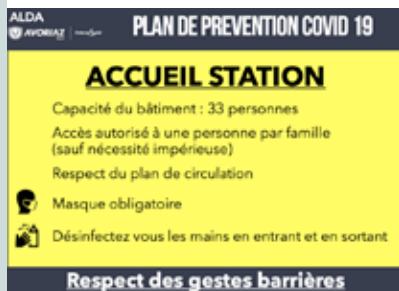 ALDA
PLAN DE PREVENTION COVID 19
AVORIAZ
ACCUEIL STATION
Capacité du bâtiment : 33 personnes
Accès autorisé à une personne par famille
(sauf nécessité impérieuse)
Respect du plan de circulation
Masque obligatoire
Désinfectez vous les mains en entrant et en sortant
Respect des gestes barrières